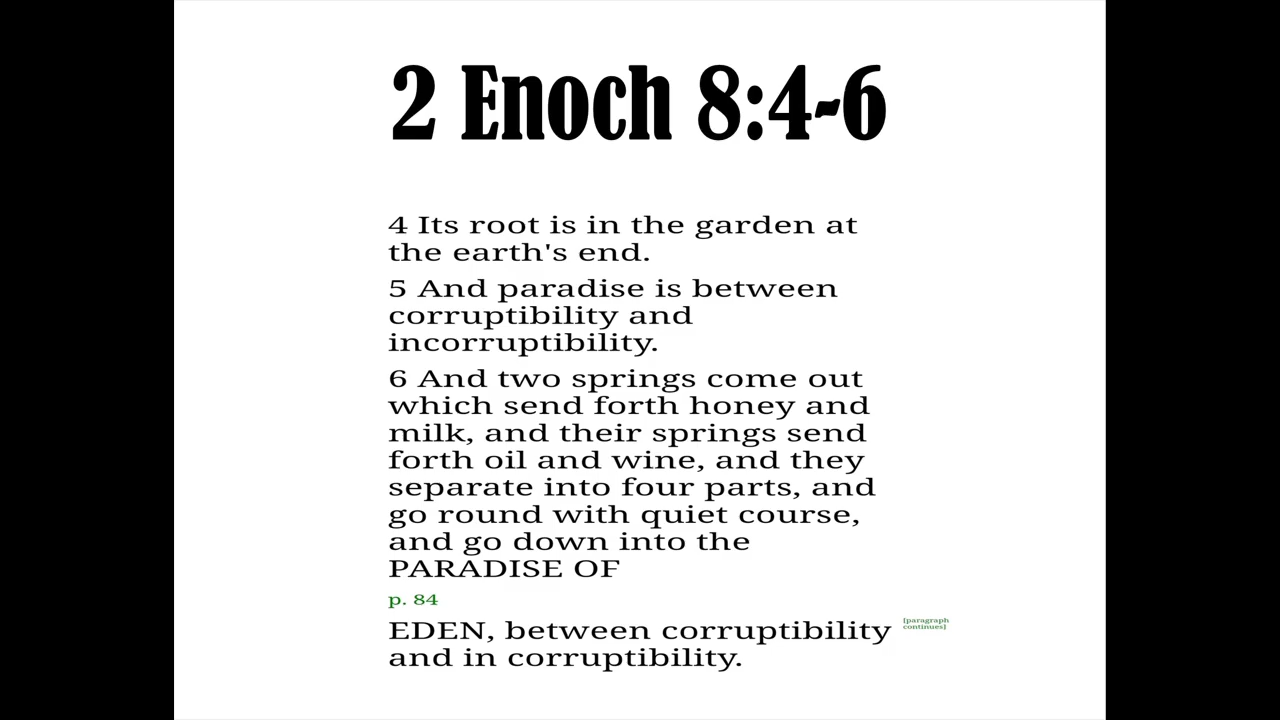 2 Enoch 8:4-6
4 Its root is in the garden at
the earth's end.
5 And paradise is between
corruptibility and
incorruptibility.
6 And two springs come out
which send forth honey and
milk, and their springs send
forth oil and wine, and they
separate into four parts, and
go round with quiet course,
and go down into the
PARADISE OF
p. 84
[paragraph
continues]
EDEN, between corruptibility
and in corruptibility.